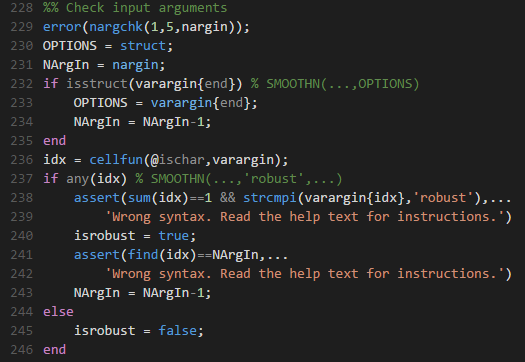 228 %% Check input arguments
229 error(nargchk(1,5,nargin));
230 OPTIONS = struct;
231 NArgIn = nargin;
232 if isstruct(varargin{end}) % SMOOTHN(...,OPTIONS)
233     OPTIONS = varargin{end};
234     NArgIn = NArgIn-1;
235 end
236 idx = cellfun(@ischar,varargin);
237 if any(idx) % SMOOTHN(...,'robust',...)
238     assert(sum(idx)==1 && strcmpi(varargin{idx},'robust'),...
239         'Wrong syntax. Read the help text for instructions.')
240     isrobust = true;
241     assert(find(idx)==NArgIn,...
242         'Wrong syntax. Read the help text for instructions.')
243     NArgIn = NArgIn-1;
244 else
245     isrobust = false;
246 end